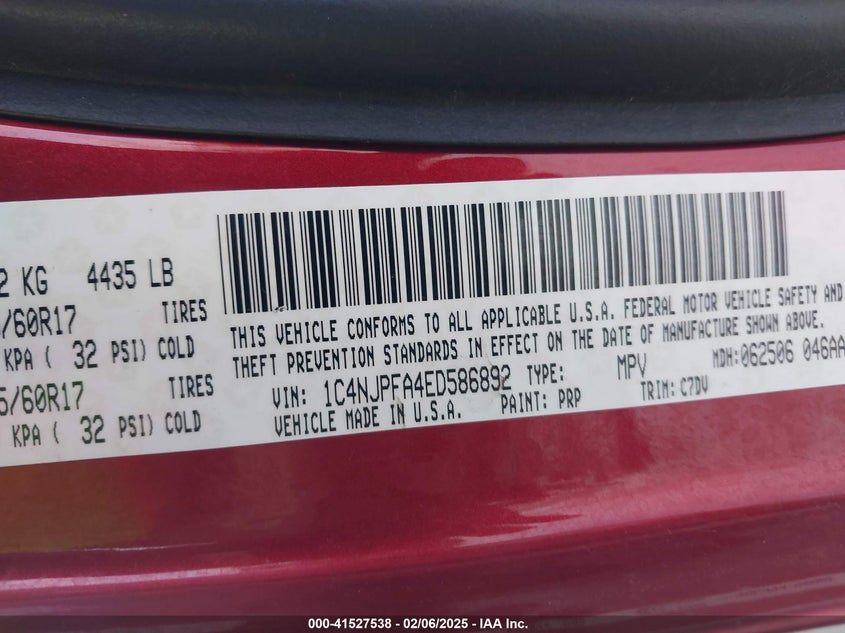 2 KG 4435 LB
/60R17 TIRES
KPA ( 32 PSI) COLD
5/60R17 TIRES
KPA ( 32 PSI) COLD
THIS VEHICLE CONFORMS TO ALL APPLICABLE U.S.A. FEDERAL MOTOR VEHICLE SAFETY AND
THEFT PREVENTION STANDARDS IN EFFECT ON THE DATE OF MANUFACTURE SHOWN ABOVE.
VIN: 1C4NJPFA4ED586892 TYPE: MPV MDH:062506 046AA
VEHICLE MADE IN U.S.A. PAINT: PRP TRIM: C7DV
000-41527538 - 02/06/2025 - IAA Inc.